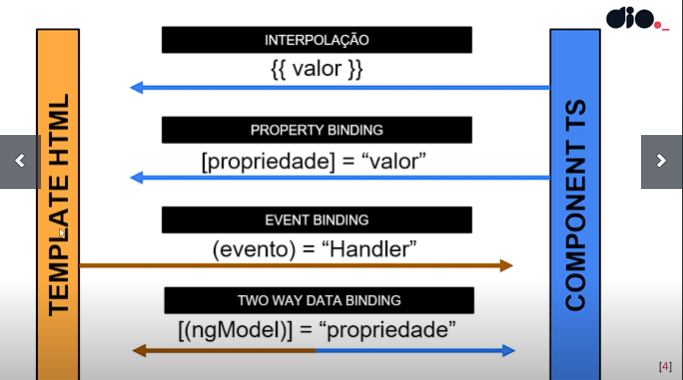 dio._
INTERPOLAÇÃO
{{ valor }}
PROPERTY BINDING
[propriedade] = “valor”
EVENT BINDING
(evento) = “Handler”
TWO WAY DATA BINDING
[(ngModel)] = “propriedade”
TEMPLATE HTML
COMPONENT TS
[4]